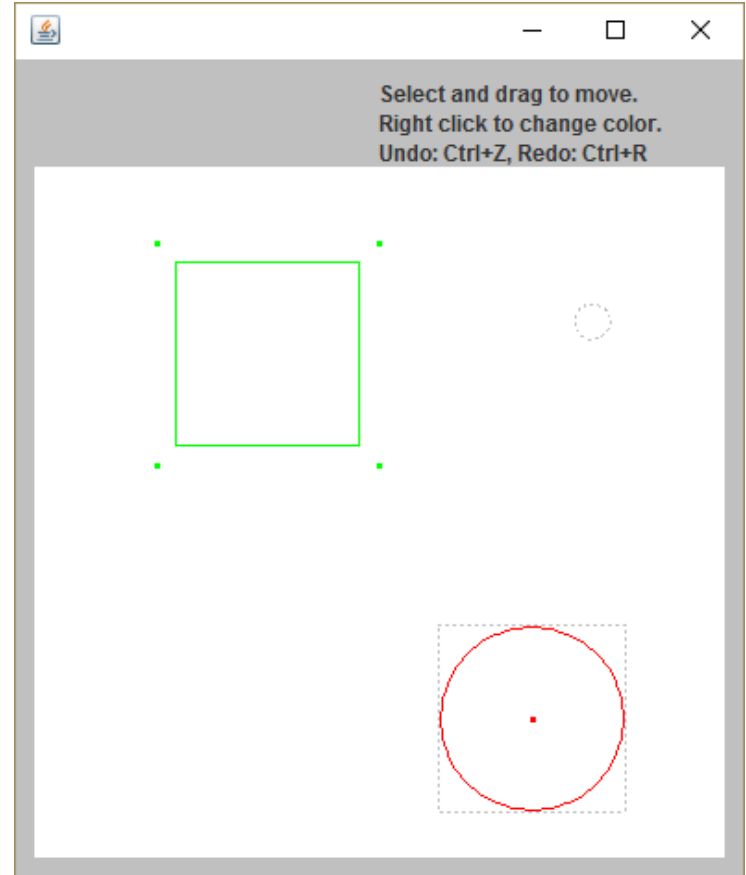 Select and drag to move.
Right click to change color.
Undo: Ctrl+Z, Redo: Ctrl+R